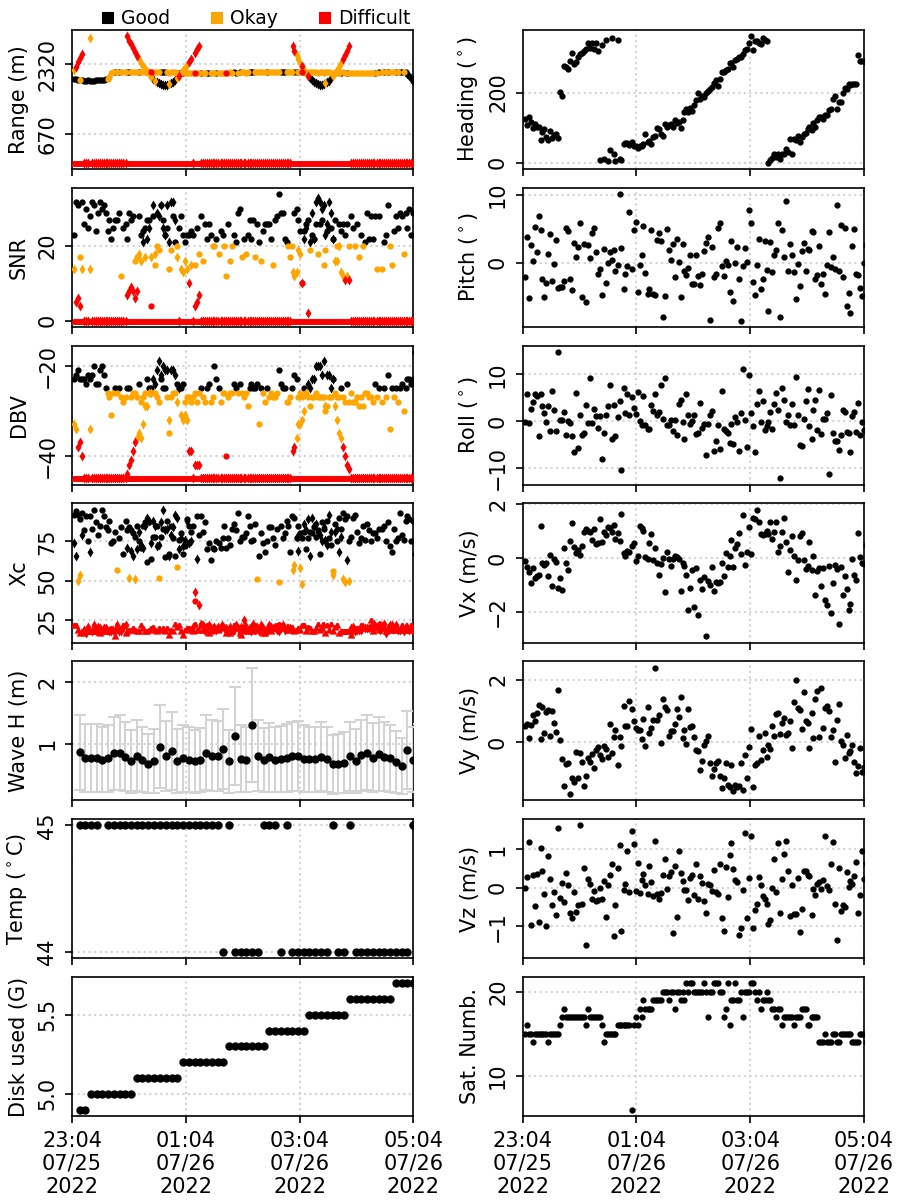 Good Okay Difficult
Range (m)
2330
670
Heading (°)
200
0
SNR
20
0
Pitch (°)
10
0
DBV
−20
−40
Roll (°)
10
0
−10
Xc
75
50
25
Vx (m/s)
2
0
−2
Wave H (m)
2
1
Vy (m/s)
2
0
Temp (°C)
45
44
Vz (m/s)
1
0
−1
Disk used (G)
5.5
5.0
Sat. Numb.
20
10
23:04 01:04 03:04 05:04
07/25 07/26 07/26 07/26
2022 2022 2022 2022
23:04 01:04 03:04 05:04
07/25 07/26 07/26 07/26
2022 2022 2022 2022